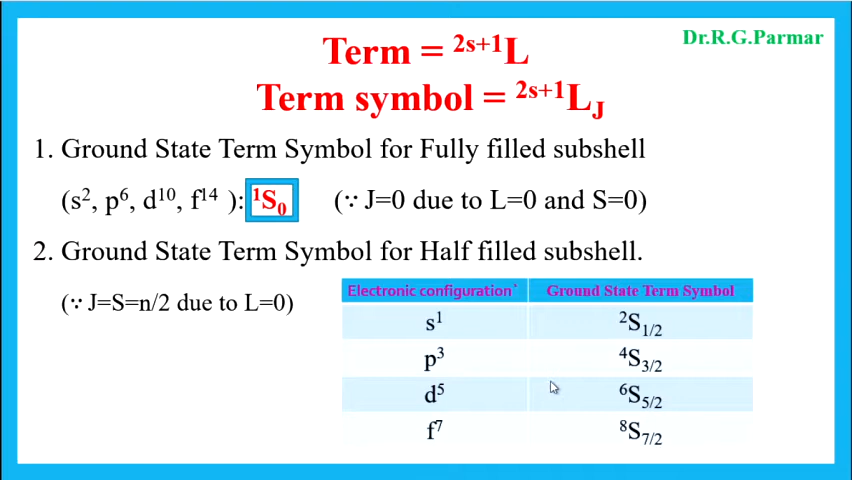 Dr.R.G.Parmar
Term = ²ˢ⁺¹L
Term symbol = ²ˢ⁺¹L_J
1. Ground State Term Symbol for Fully filled subshell
(s², p⁶, d¹⁰, f¹⁴ ): ¹S₀ (∵ J=0 due to L=0 and S=0)
2. Ground State Term Symbol for Half filled subshell.
(∵ J=S=n/2 due to L=0)
Electronic configuration` Ground State Term Symbol
s¹ ²S₁/₂
p³ ⁴S₃/₂
d⁵ ⁶S₅/₂
f⁷ ⁸S₇/₂